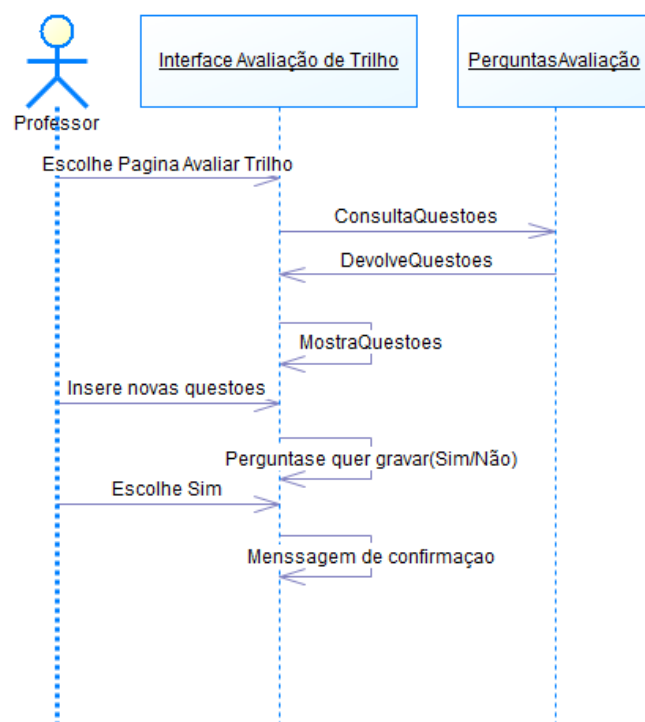 Interface Avaliação de Trilho
PerguntasAvaliação
Professor
Escolhe Pagina Avaliar Trilho
ConsultaQuestoes
DevolveQuestoes
MostraQuestoes
Insere novas questoes
Perguntase quer gravar(Sim/Não)
Escolhe Sim
Menssagem de confirmaçao